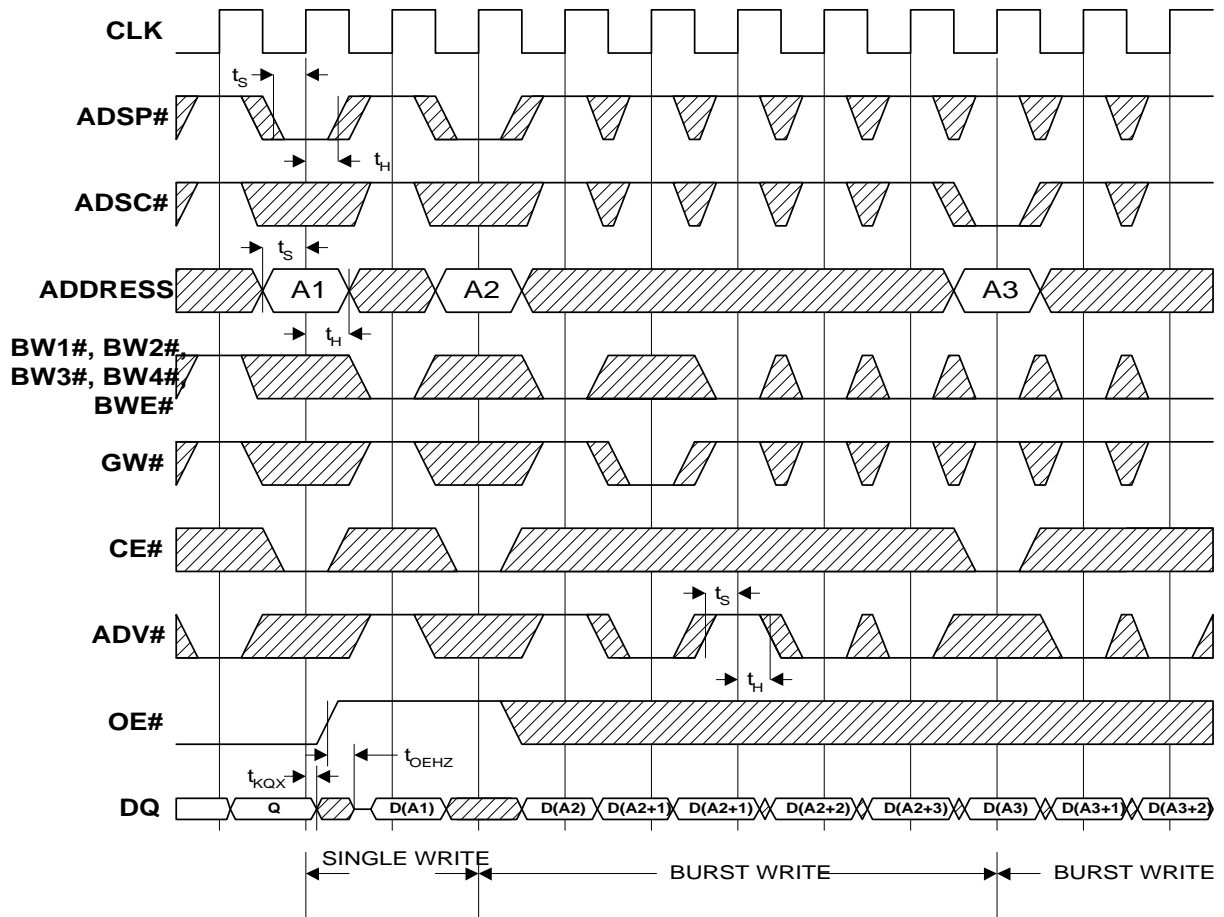 CLK
t_S
ADSP#
t_H
ADSC#
t_S
ADDRESS A1 A2 A3
t_H
BW1#, BW2#,
BW3#, BW4#,
BWE#
GW#
CE#
t_S
ADV#
t_H
OE#
t_OEHZ
t_KQX
DQ Q D(A1) D(A2) D(A2+1) D(A2+1) D(A2+2) D(A2+3) D(A3) D(A3+1) D(A3+2)
SINGLE WRITE BURST WRITE BURST WRITE